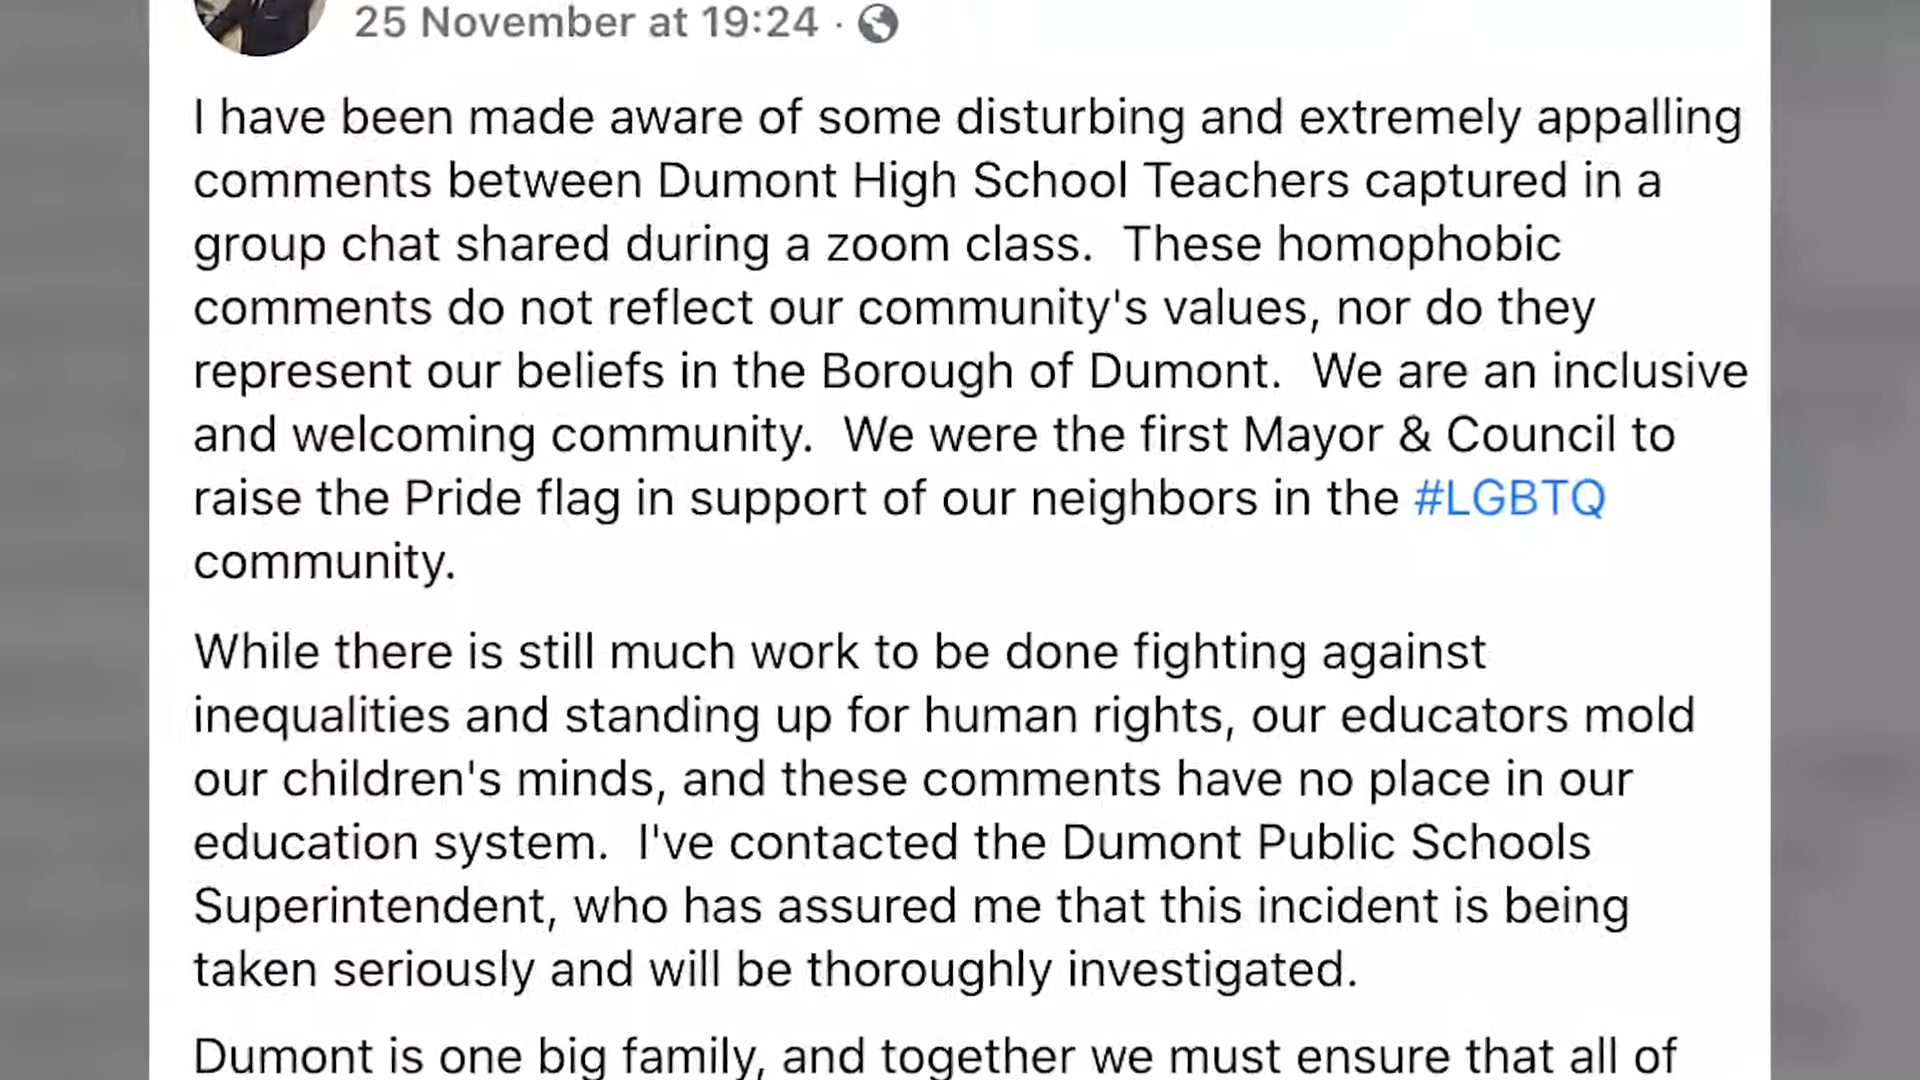 25 November at 19:24 ·
I have been made aware of some disturbing and extremely appalling
comments between Dumont High School Teachers captured in a
group chat shared during a zoom class.  These homophobic
comments do not reflect our community's values, nor do they
represent our beliefs in the Borough of Dumont.  We are an inclusive
and welcoming community.  We were the first Mayor & Council to
raise the Pride flag in support of our neighbors in the #LGBTQ
community.
While there is still much work to be done fighting against
inequalities and standing up for human rights, our educators mold
our children's minds, and these comments have no place in our
education system.  I've contacted the Dumont Public Schools
Superintendent, who has assured me that this incident is being
taken seriously and will be thoroughly investigated.
Dumont is one big family, and together we must ensure that all of